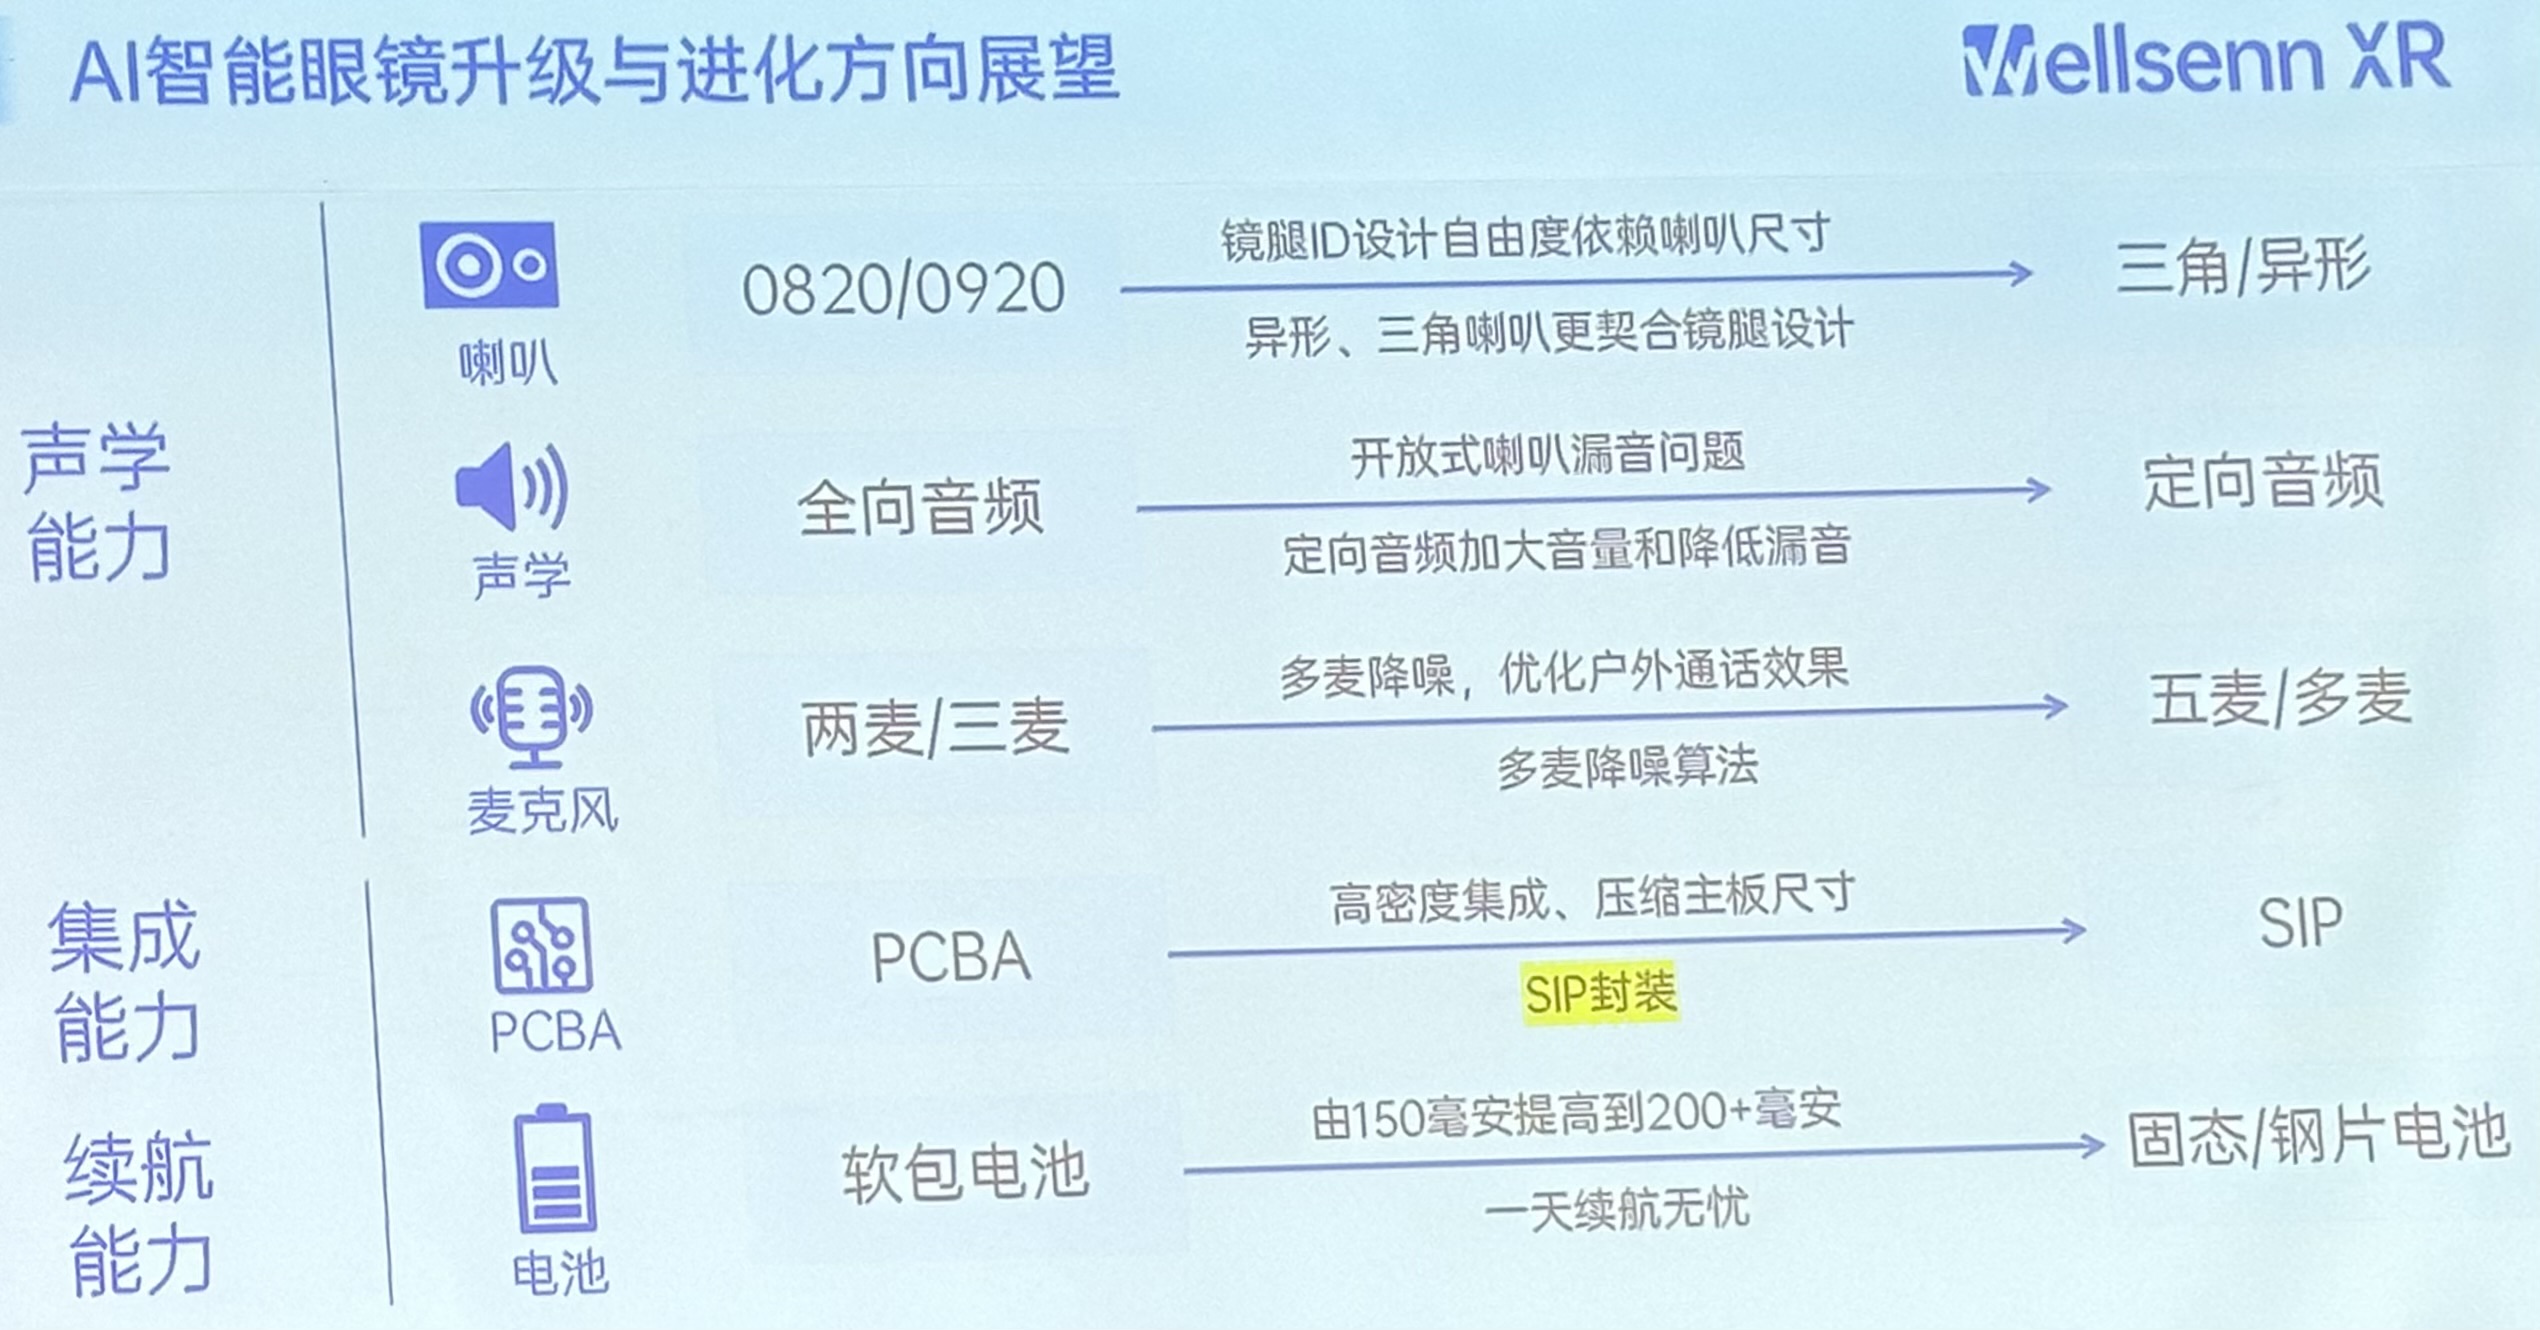 AI智能眼镜升级与进化方向展望
Wellsenn XR
声学
能力
喇叭
0820/0920
镜腿ID设计自由度依赖喇叭尺寸
异形、三角喇叭更契合镜腿设计
三角/异形
声学
全向音频
开放式喇叭漏音问题
定向音频加大音量和降低漏音
定向音频
麦克风
两麦/三麦
多麦降噪，优化户外通话效果
多麦降噪算法
五麦/多麦
集成
能力
PCBA
PCBA
高密度集成、压缩主板尺寸
SIP封装
SIP
续航
能力
电池
软包电池
由150毫安提高到200+毫安
一天续航无忧
固态/钢片电池